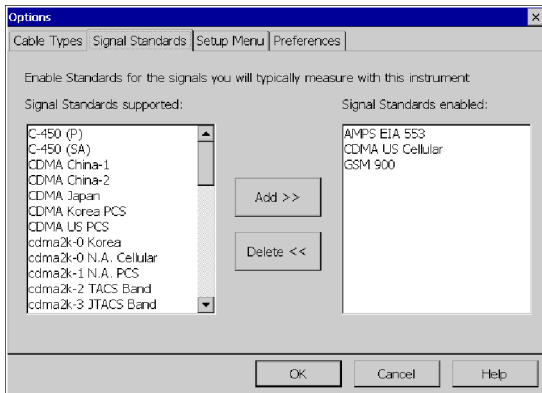 Options
Cable Types Signal Standards Setup Menu Preferences
Enable Standards for the signals you will typically measure with this instrument
Signal Standards supported:
C-450 (P)
C-450 (SA)
CDMA China-1
CDMA China-2
CDMA Japan
CDMA Korea PCS
CDMA US PCS
cdma2k-0 Korea
cdma2k-0 N.A. Cellular
cdma2k-1 N.A. PCS
cdma2k-2 TACS Band
cdma2k-3 JTACS Band
Add >>
Delete <<
Signal Standards enabled:
AMPS EIA 553
CDMA US Cellular
GSM 900
OK Cancel Help